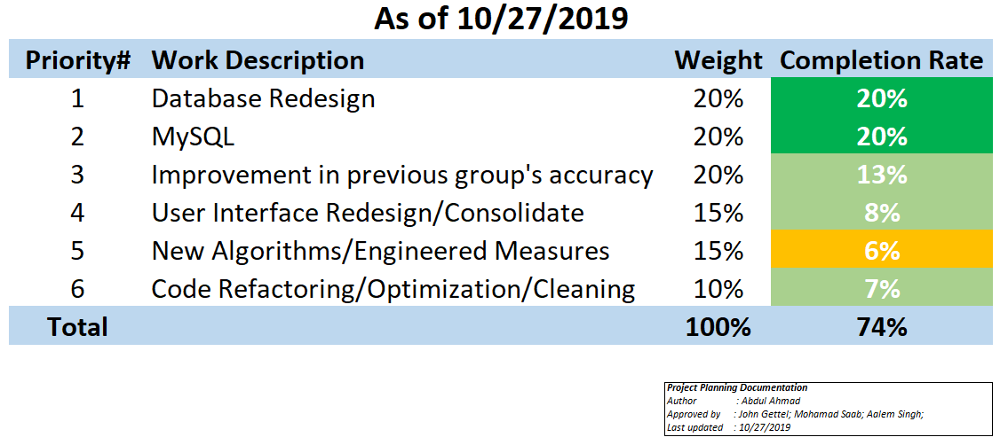 As of 10/27/2019
Priority# Work Description Weight Completion Rate
1 Database Redesign 20% 20%
2 MySQL 20% 20%
3 Improvement in previous group's accuracy 20% 13%
4 User Interface Redesign/Consolidate 15% 8%
5 New Algorithms/Engineered Measures 15% 6%
6 Code Refactoring/Optimization/Cleaning 10% 7%
Total 100% 74%
Project Planning Documentation
Author : Abdul Ahmad
Approved by : John Gettel; Mohamad Saab; Aalem Singh;
Last updated : 10/27/2019